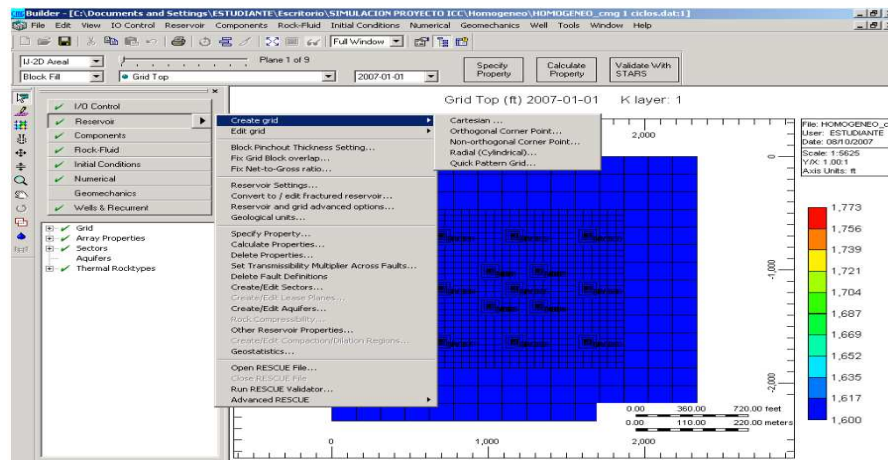 Builder - [C:\Documents and Settings\ESTUDIANTE\Escritorio\SIMULACION PROYECTO ICC\Homogeneo\HOMOGENEO_cmg 1 ciclos.dat:1]
File Edit View IO Control Reservoir Components Rock-Fluid Initial Conditions Numerical Geomechanics Well Tools Window Help
Full Window
IJ-2D Areal
Plane 1 of 9
Block Fill
Grid Top
2007-01-01
Specify Property
Calculate Property
Validate With STARS
I/O Control
Reservoir
Components
Rock-Fluid
Initial Conditions
Numerical
Geomechanics
Wells & Recurrent
Grid
Array Properties
Sectors
Aquifers
Thermal Rocktypes
Create grid
Edit grid
Block Pinchout Thickness Setting...
Fix Grid Block overlap...
Fix Net-to-Gross ratio...
Reservoir Settings...
Convert to / edit fractured reservoir...
Reservoir and grid advanced options...
Geological units...
Specify Property...
Calculate Properties...
Delete Properties...
Set Transmissibility Multiplier Across Faults...
Delete Fault Definitions
Create/Edit Sectors...
Create/Edit Lease Planes...
Create/Edit Aquifers...
Rock Compressibility...
Other Reservoir Properties...
Create/Edit Compaction/Dilation Regions...
Geostatistics...
Open RESCUE File...
Close RESCUE File
Run RESCUE Validator...
Advanced RESCUE
Cartesian ...
Orthogonal Corner Point...
Non-orthogonal Corner Point...
Radial (Cylindrical)...
Quick Pattern Grid...
Grid Top (ft) 2007-01-01 K layer: 1
2,000
0
-1,000
-2,000
0.00 360.00 720.00 feet
0.00 110.00 220.00 meters
0 1,000 2,000
File: HOMOGENEO_c
User: ESTUDIANTE
Date: 08/10/2007
Scale: 1:5625
Y/X: 1.00:1
Axis Units: ft
1,773
1,756
1,739
1,721
1,704
1,687
1,669
1,652
1,635
1,617
1,600